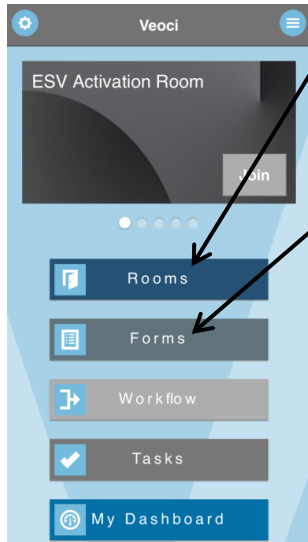 Veoci
ESV Activation Room
Join
Rooms
Forms
Workflow
Tasks
My Dashboard